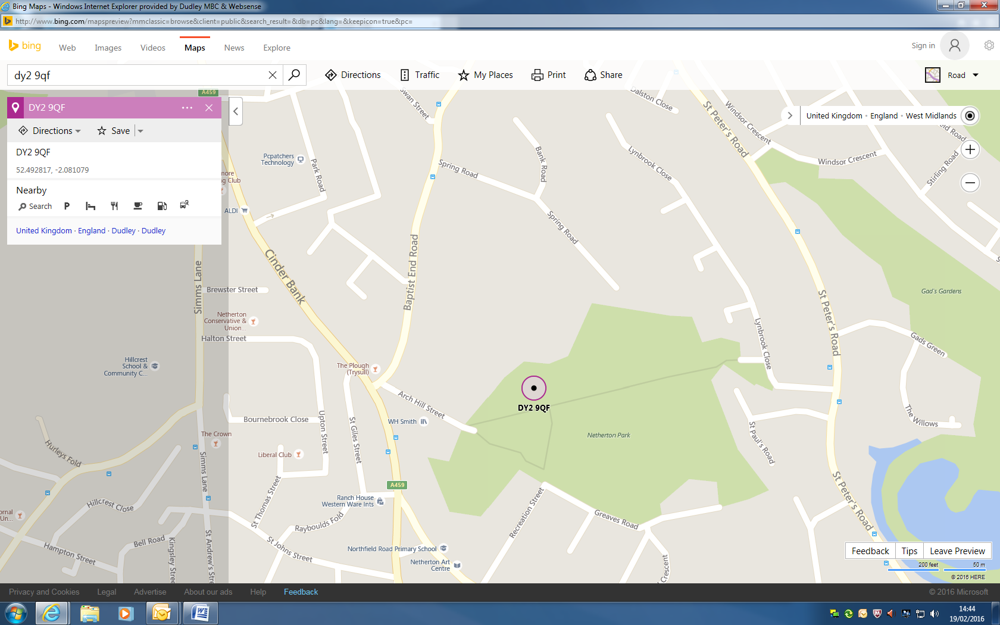 Bing Maps - Windows Internet Explorer provided by Dudley MBC & Websense
http://www.bing.com/mapspreview?mmclassic=browse&client=public&search_result=&db=pc&lang=&keepicon=true&pc=
bing
Web
Images
Videos
Maps
News
Explore
Sign in
dy2 9qf
Directions
Traffic
My Places
Print
Share
Road
A459
DY2 9QF
Directions
Save
DY2 9QF
52.492817, -2.081079
Nearby
Search
P
United Kingdom · England · Dudley · Dudley
United Kingdom
England
West Midlands
Swan Street
Dalston Close
St Peter's Road
Windsor Crescent
Windsor Crescent
Stirling Road
Road
Pcpatchers
Technology
Park Road
more
g Club
ALDI
Spring Road
Bank Road
Lynbrook Close
Spring Road
Cinder Bank
Baptist End Road
Simms Lane
Brewster Street
Netherton
Conservative &
Union...
Halton Street
Gad's Gardens
St Peter's Road
Lynbrook Close
Gads Green
Hillcrest
School &
Community C...
The Plough
(Trysull)
Arch Hill Street
DY2 9QF
Netherton Park
WH Smith
Bournebrook Close
Upton Street
St Giles Street
St Paul's Road
The Willows
The Crown
Hurleys Fold
Liberal Club
Simms Lane
A459
Ranch House
Western Ware Ints
St Thomas Street
Hillcrest Close
ornal
Un...
Rayboulds Fold
Recreation Street
Greaves Road
St Peter's Road
Bell Road
Hampton Street
Kingsley Stree
St Andrew's Stre
St Johns Street
Northfield Road Primary School
Netherton Art
Centre
Crescent
Feedback
Tips
Leave Preview
200 feet
50 m
© 2016 HERE
Privacy and Cookies
Legal
Advertise
About our ads
Help
Feedback
© 2016 Microsoft
14:44
19/02/2016